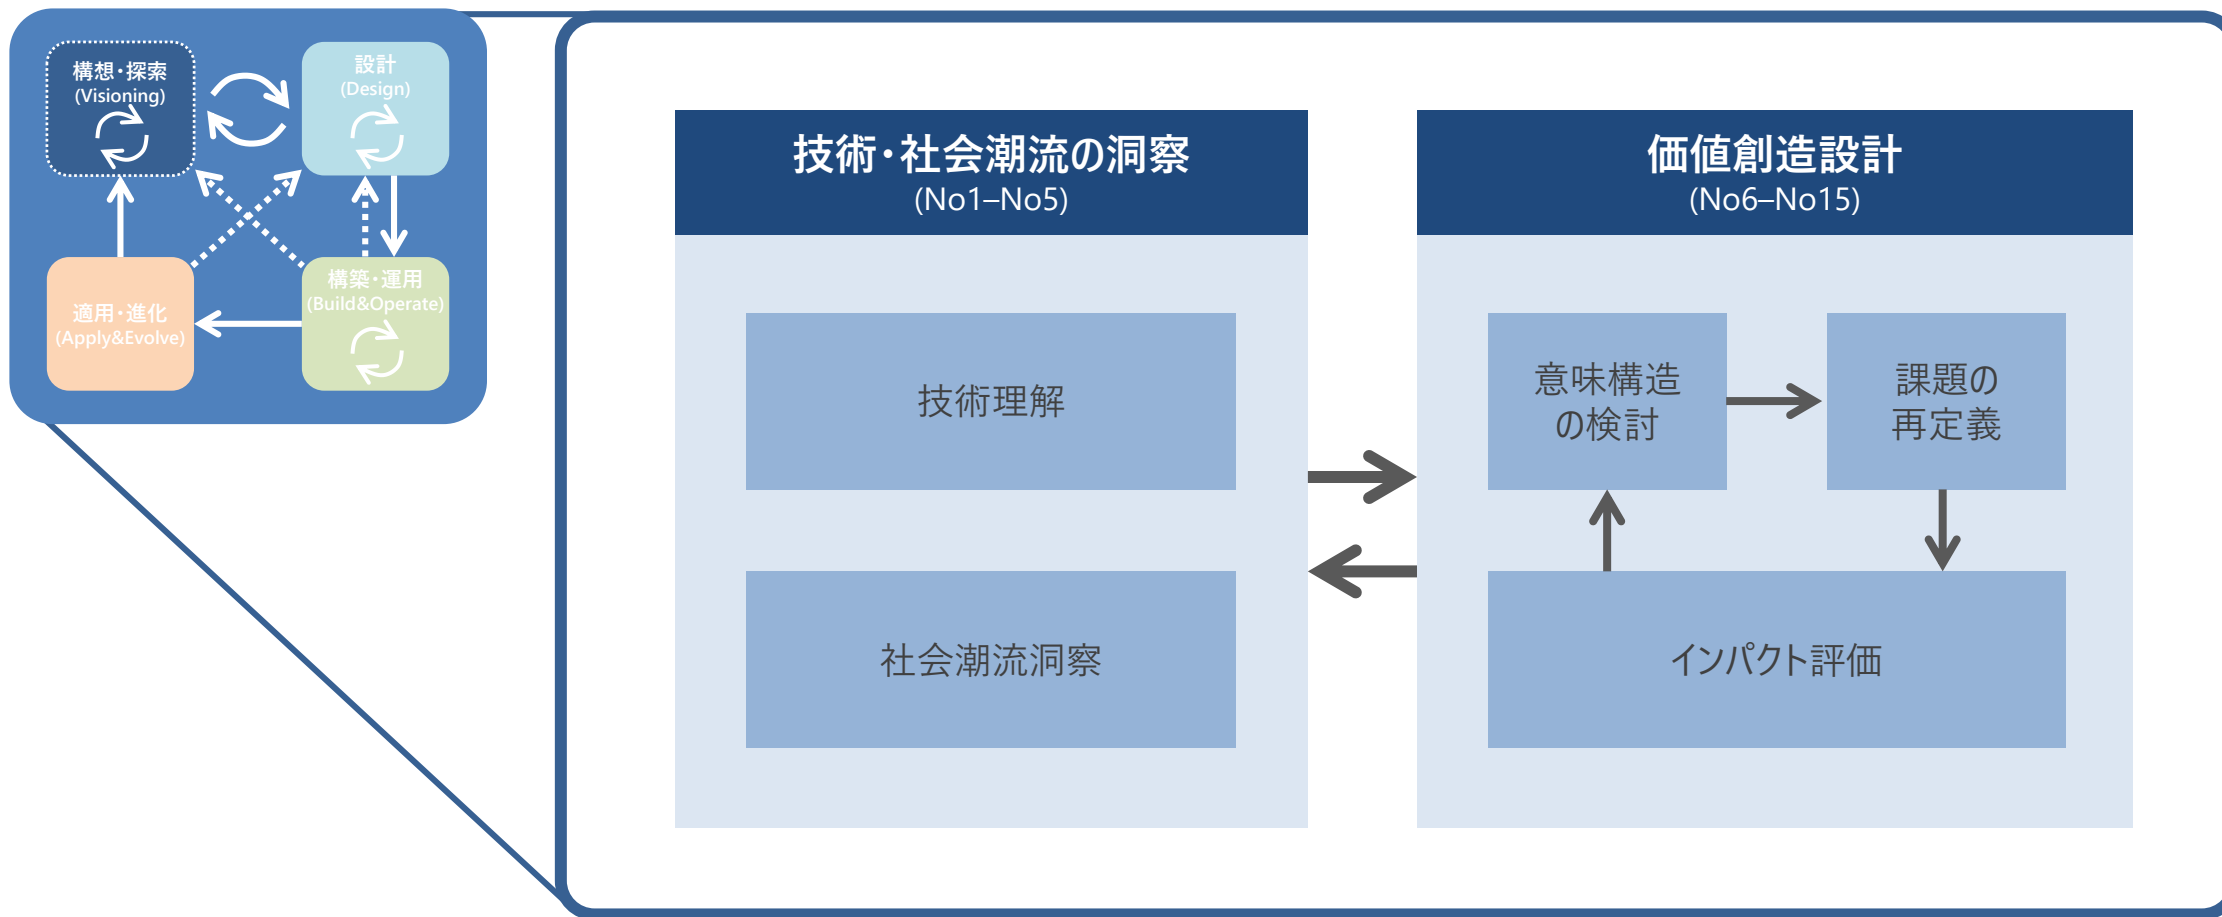 構想・探索
(Visioning)
設計
(Design)
適用・進化
(Apply&Evolve)
構築・運用
(Build&Operate)
技術・社会潮流の洞察
(No1–No5)
技術理解
社会潮流洞察
価値創造設計
(No6–No15)
意味構造
の検討
課題の
再定義
インパクト評価